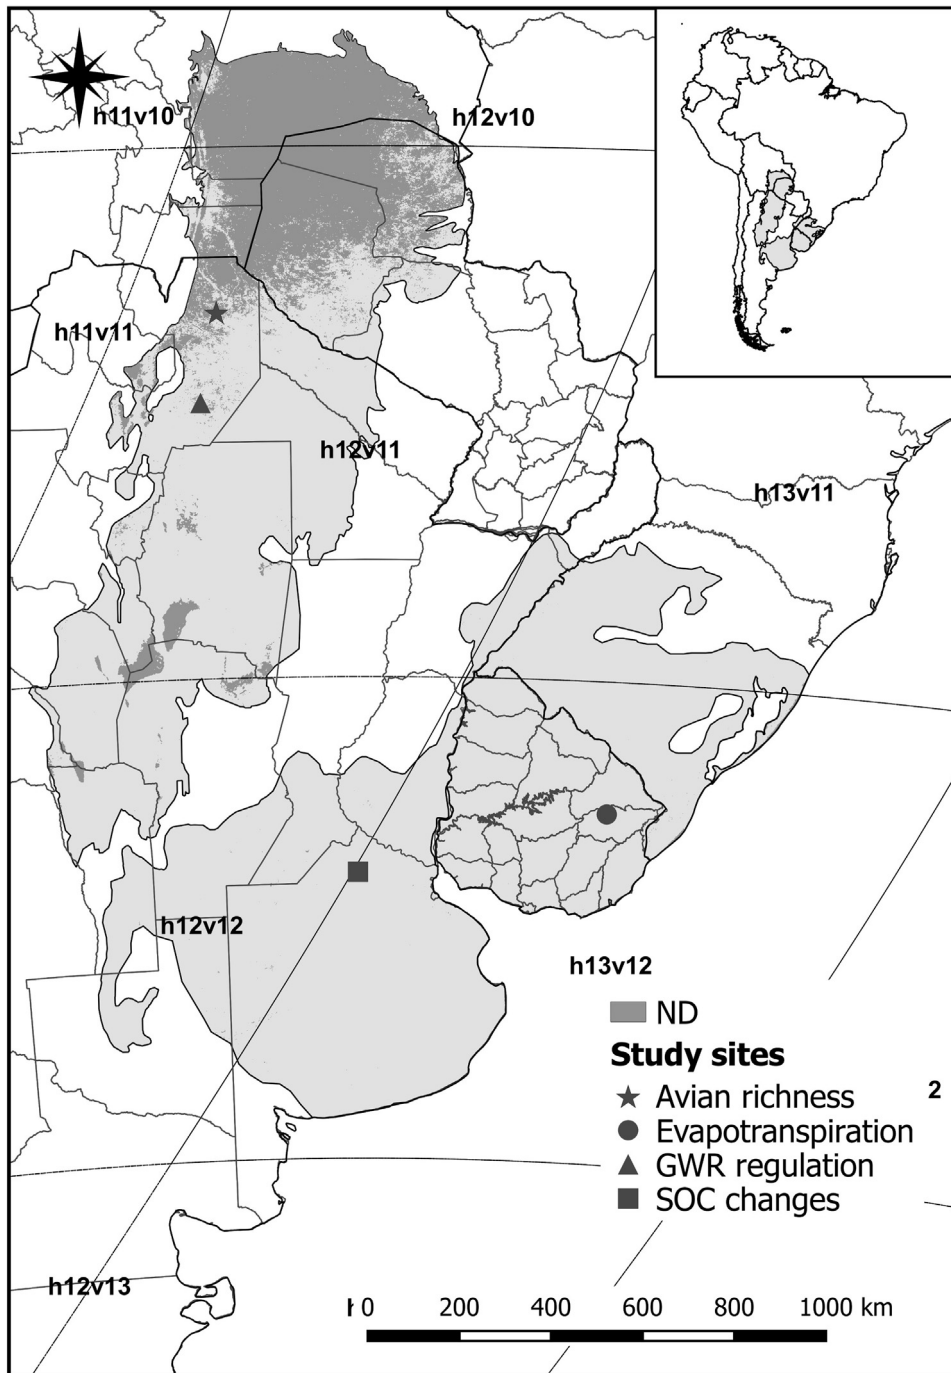 h11v10
h12v10
h11v11
h12v11
h13v11
h12v12
h13v12
ND
Study sites
Avian richness
2
Evapotranspiration
GWR regulation
SOC changes
h12v13
0 200 400 600 800 1000 km